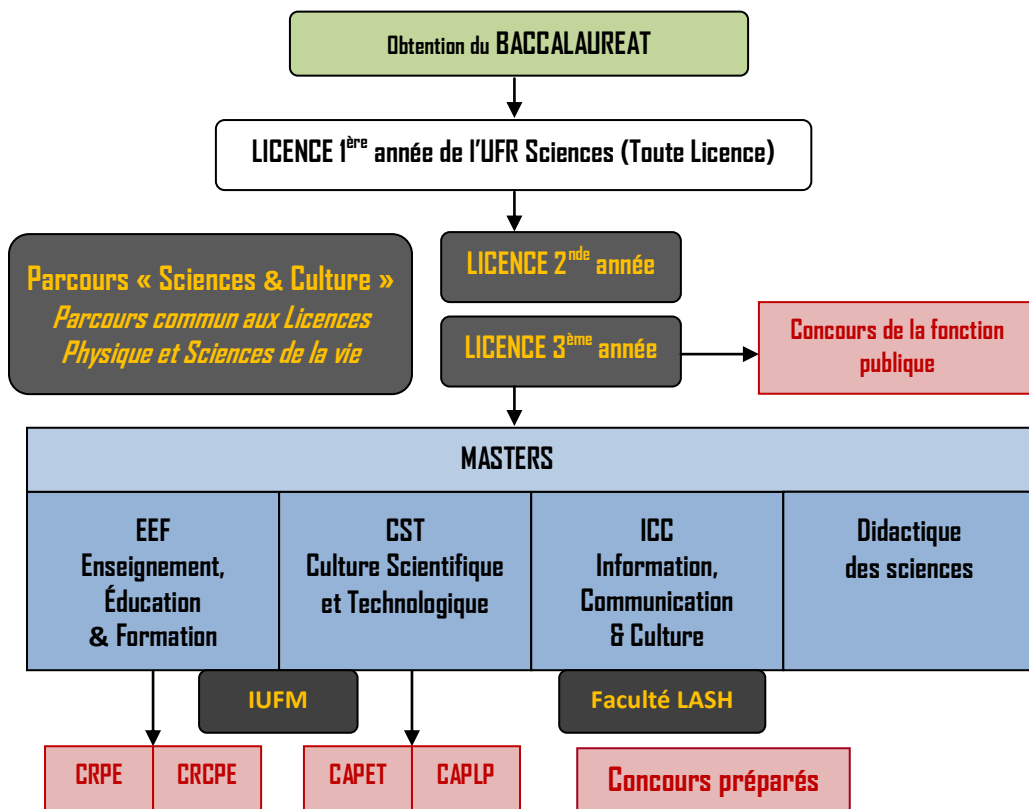 Obtention du BACCALAUREAT
LICENCE 1ère année de l'UFR Sciences (Toute Licence)
Parcours « Sciences & Culture »
Parcours commun aux Licences
Physique et Sciences de la vie
LICENCE 2nde année
LICENCE 3ème année
Concours de la fonction
publique
MASTERS
EEF
Enseignement,
Éducation
& Formation
CST
Culture Scientifique
et Technologique
ICC
Information,
Communication
& Culture
Didactique
des sciences
IUFM
Faculté LASH
CRPE
CRCPE
CAPET
CAPLP
Concours préparés